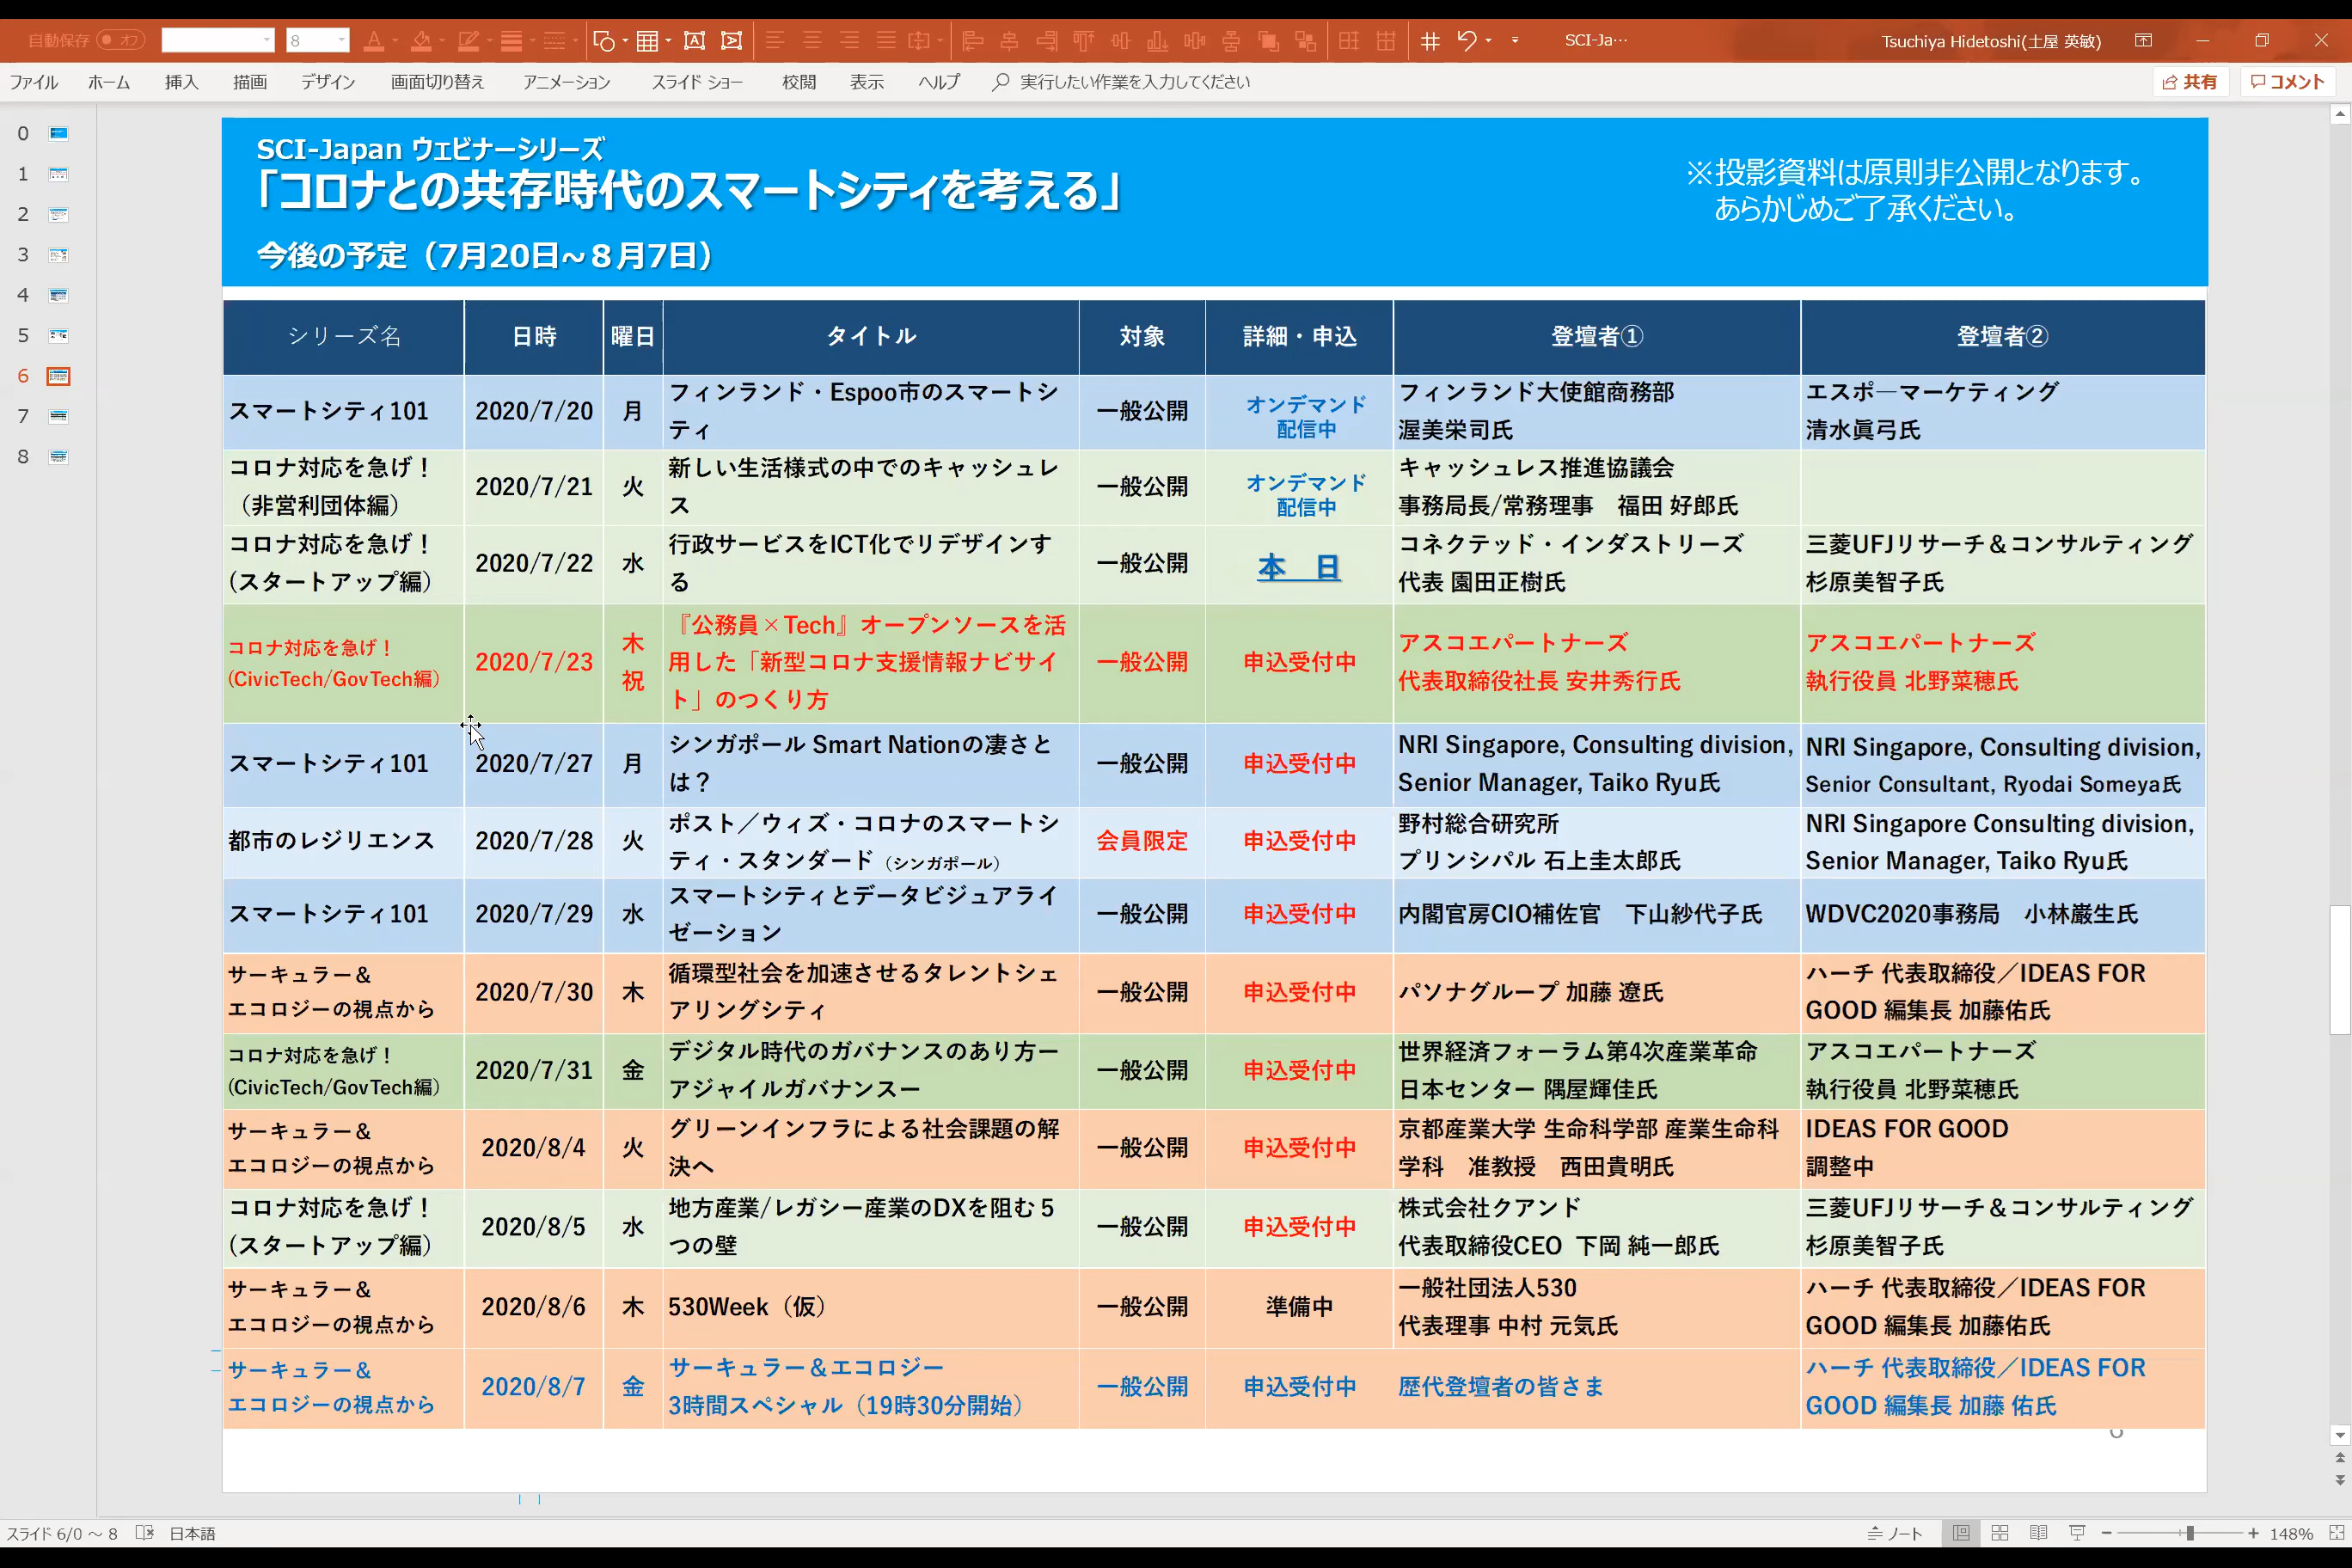 自動保存 オフ
8
SCI-Ja…
Tsuchiya Hidetoshi(土屋 英敏)
ファイル ホーム 挿入 描画 デザイン 画面切り替え アニメーション スライド ショー 校閲 表示 ヘルプ 実行したい作業を入力してください 共有 コメント
0
1
2
3
4
5
6
7
8
SCI-Japan ウェビナーシリーズ
「コロナとの共存時代のスマートシティを考える」
今後の予定（7月20日～８月7日）
※投影資料は原則非公開となります。
あらかじめご了承ください。
シリーズ名 日時 曜日 タイトル 対象 詳細・申込 登壇者① 登壇者②
スマートシティ101
2020/7/20
月
フィンランド・Espoo市のスマートシ
ティ
一般公開
オンデマンド
配信中
フィンランド大使館商務部
渥美栄司氏
エスポ―マーケティング
清水眞弓氏
コロナ対応を急げ！
（非営利団体編）
2020/7/21
火
新しい生活様式の中でのキャッシュレ
ス
一般公開
オンデマンド
配信中
キャッシュレス推進協議会
事務局長/常務理事　福田 好郎氏
コロナ対応を急げ！
(スタートアップ編）
2020/7/22
水
行政サービスをICT化でリデザインす
る
一般公開
本　日
コネクテッド・インダストリーズ
代表 園田正樹氏
三菱UFJリサーチ＆コンサルティング
杉原美智子氏
コロナ対応を急げ！
(CivicTech/GovTech編）
2020/7/23
木
祝
『公務員×Tech』オープンソースを活
用した「新型コロナ支援情報ナビサイ
ト」のつくり方
一般公開
申込受付中
アスコエパートナーズ
代表取締役社長 安井秀行氏
アスコエパートナーズ
執行役員 北野菜穂氏
スマートシティ101
2020/7/27
月
シンガポール Smart Nationの凄さと
は？
一般公開
申込受付中
NRI Singapore, Consulting division,
Senior Manager, Taiko Ryu氏
NRI Singapore, Consulting division,
Senior Consultant, Ryodai Someya氏
都市のレジリエンス
2020/7/28
火
ポスト／ウィズ・コロナのスマートシ
ティ・スタンダード（シンガポール）
会員限定
申込受付中
野村総合研究所
プリンシパル 石上圭太郎氏
NRI Singapore Consulting division,
Senior Manager, Taiko Ryu氏
スマートシティ101
2020/7/29
水
スマートシティとデータビジュアライ
ゼーション
一般公開
申込受付中
内閣官房CIO補佐官　下山紗代子氏
WDVC2020事務局　小林巌生氏
サーキュラー＆
エコロジーの視点から
2020/7/30
木
循環型社会を加速させるタレントシェ
アリングシティ
一般公開
申込受付中
パソナグループ 加藤 遼氏
ハーチ 代表取締役／IDEAS FOR
GOOD 編集長 加藤佑氏
コロナ対応を急げ！
(CivicTech/GovTech編）
2020/7/31
金
デジタル時代のガバナンスのあり方ー
アジャイルガバナンスー
一般公開
申込受付中
世界経済フォーラム第4次産業革命
日本センター 隅屋輝佳氏
アスコエパートナーズ
執行役員 北野菜穂氏
サーキュラー＆
エコロジーの視点から
2020/8/4
火
グリーンインフラによる社会課題の解
決へ
一般公開
申込受付中
京都産業大学 生命科学部 産業生命科
学科　准教授　西田貴明氏
IDEAS FOR GOOD
調整中
コロナ対応を急げ！
(スタートアップ編）
2020/8/5
水
地方産業/レガシー産業のDXを阻む５
つの壁
一般公開
申込受付中
株式会社クアンド
代表取締役CEO 下岡 純一郎氏
三菱UFJリサーチ＆コンサルティング
杉原美智子氏
サーキュラー＆
エコロジーの視点から
2020/8/6
木
530Week（仮）
一般公開
準備中
一般社団法人530
代表理事 中村 元気氏
ハーチ 代表取締役／IDEAS FOR
GOOD 編集長 加藤佑氏
サーキュラー＆
エコロジーの視点から
2020/8/7
金
サーキュラー＆エコロジー
3時間スペシャル（19時30分開始）
一般公開
申込受付中
歴代登壇者の皆さま
ハーチ 代表取締役／IDEAS FOR
GOOD 編集長 加藤 佑氏
スライド 6/0 ～ 8 日本語 ノート 148%